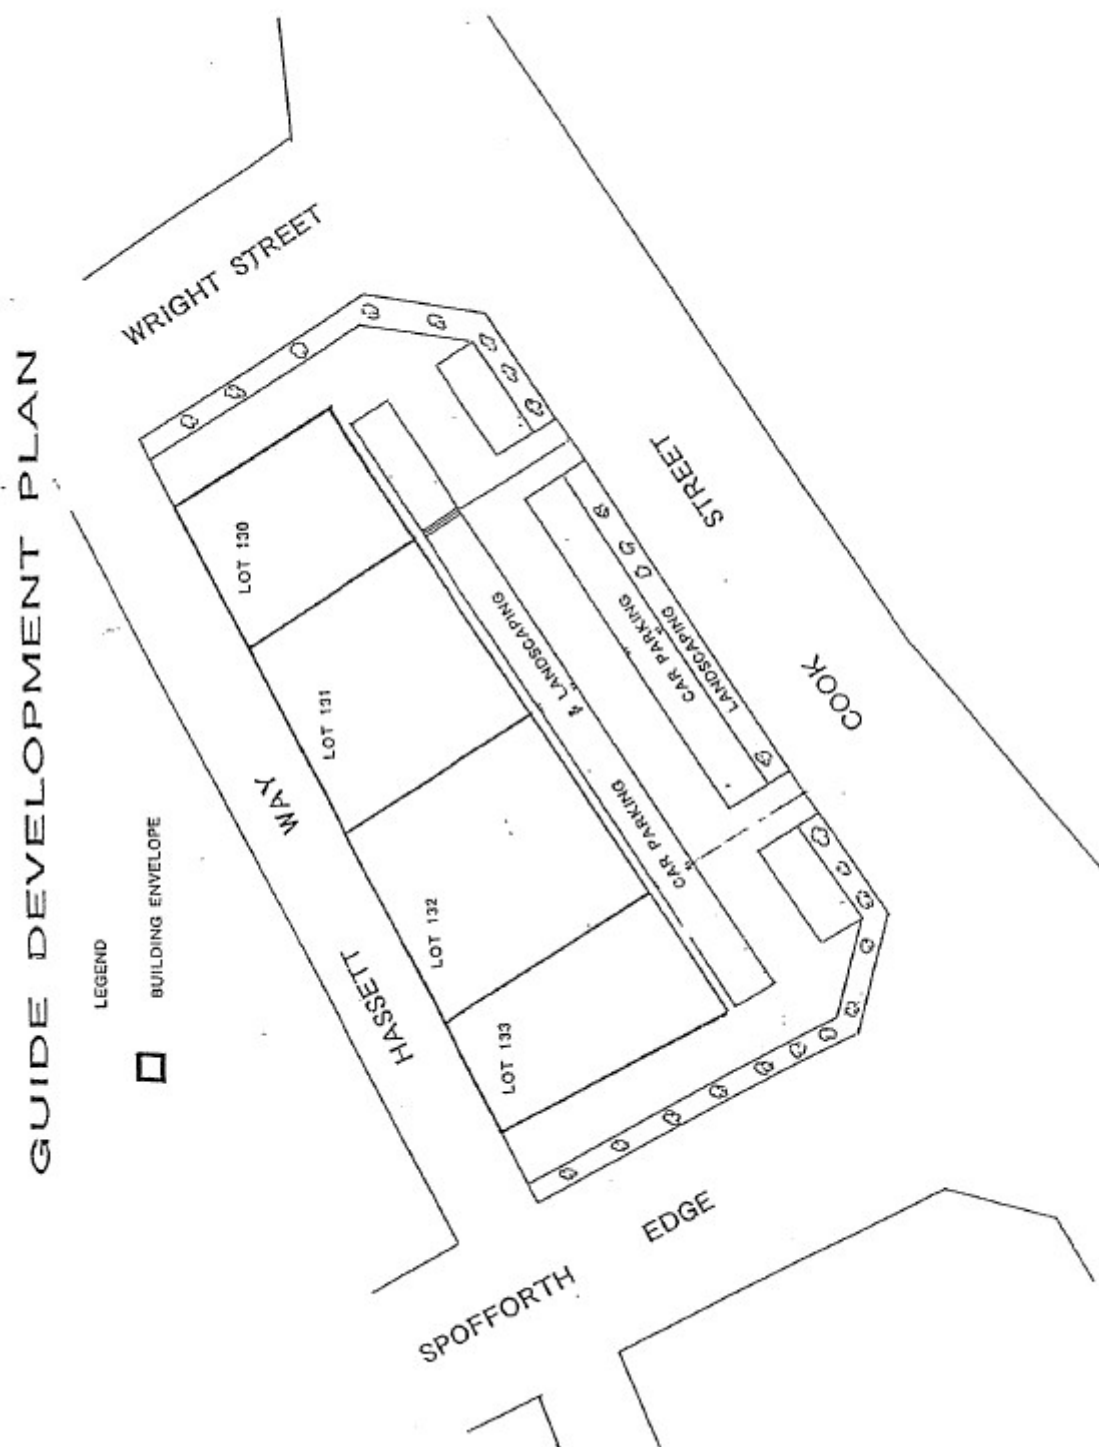 GUIDE DEVELOPMENT PLAN
LEGEND
BUILDING ENVELOPE
WRIGHT STREET
HASSETT WAY
LOT 130
LOT 131
LOT 132
LOT 133
CAR PARKING & LANDSCAPING
CAR PARKING
LANDSCAPING
COOK STREET
SPOFFORTH EDGE